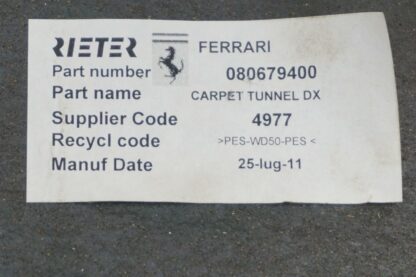 RIETER FERRARI
Part number 080679400
Part name CARPET TUNNEL DX
Supplier Code 4977
Recycl code >PES-WD50-PES <
Manuf Date 25-lug-11